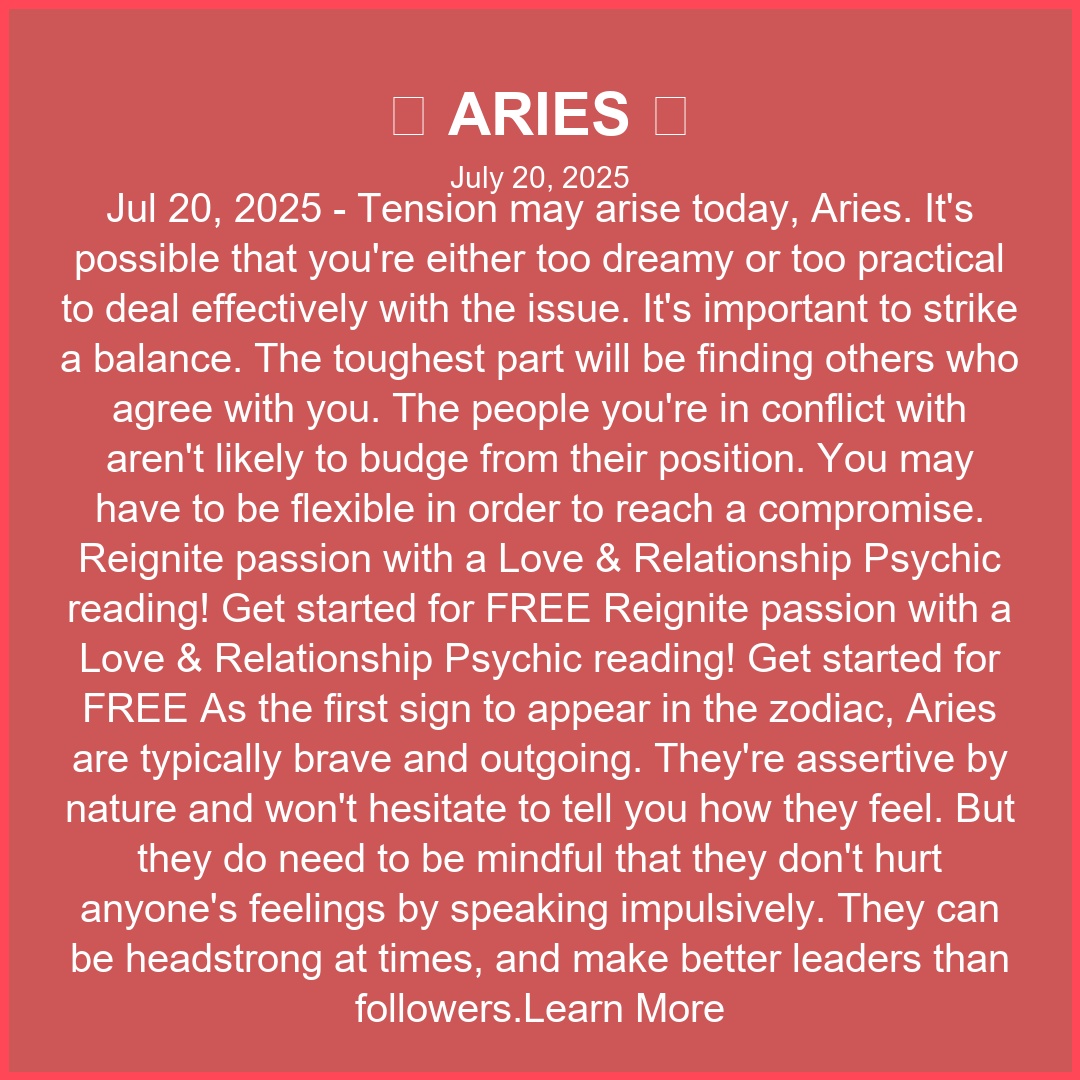 ARIES
July 20, 2025
Jul 20, 2025 - Tension may arise today, Aries. It's
possible that you're either too dreamy or too practical
to deal effectively with the issue. It's important to strike
a balance. The toughest part will be finding others who
agree with you. The people you're in conflict with
aren't likely to budge from their position. You may
have to be flexible in order to reach a compromise.
Reignite passion with a Love & Relationship Psychic
reading! Get started for FREE Reignite passion with a
Love & Relationship Psychic reading! Get started for
FREE As the first sign to appear in the zodiac, Aries
are typically brave and outgoing. They're assertive by
nature and won't hesitate to tell you how they feel. But
they do need to be mindful that they don't hurt
anyone's feelings by speaking impulsively. They can
be headstrong at times, and make better leaders than
followers.Learn More